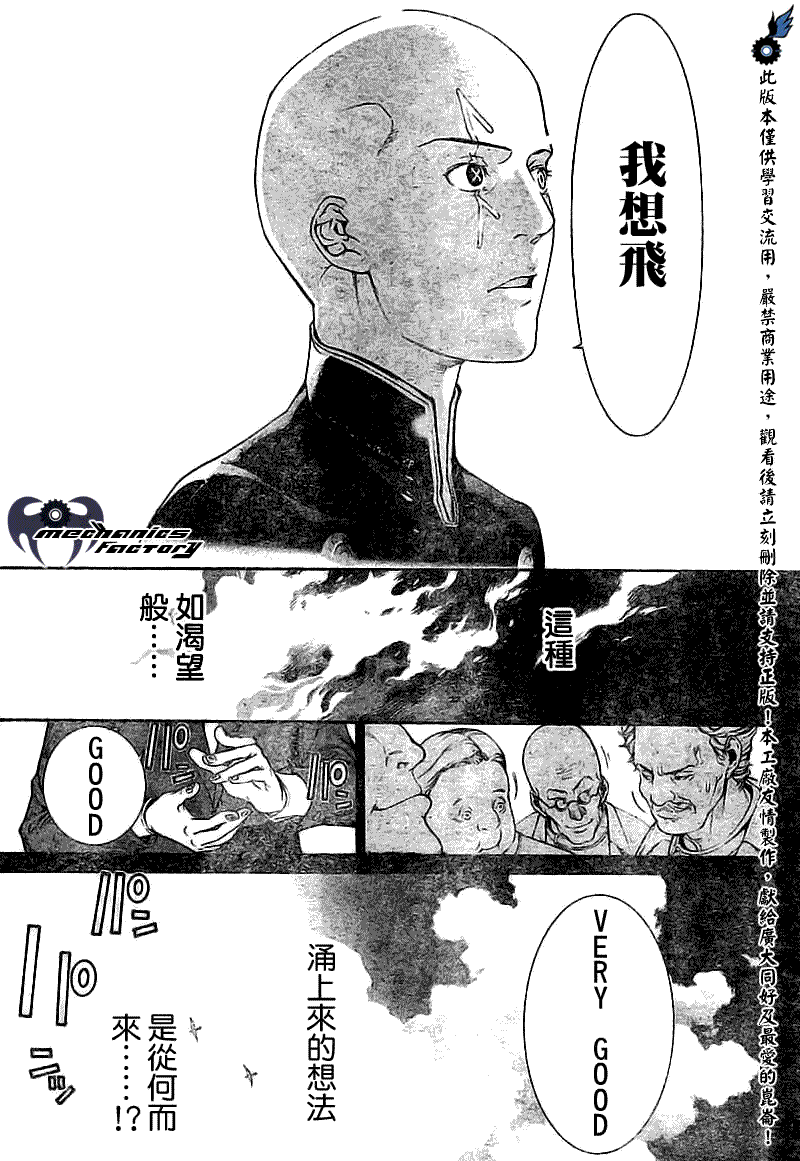 我想飛
這種
如渴望
般……
GOOD
パン
パン
VERY GOOD
涌上來的想法
是從何而
來……!?
パン
パン
mechanics
factory
此版本僅供學習交流用，嚴禁商業用途，觀看後請立刻刪除並請支持正版！本工廠友情製作，獻給廣大同好及最愛的崑崙！